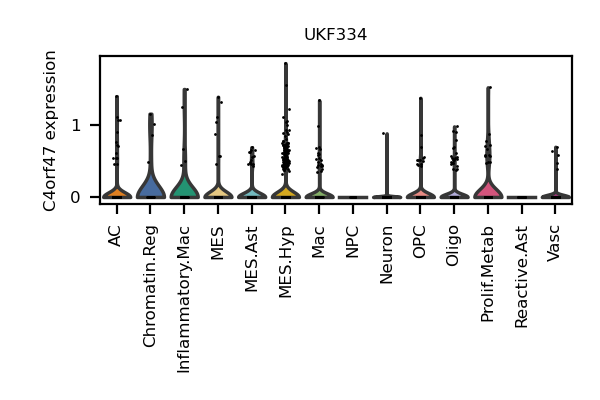 UKF334
C4orf47 expression
1
0
AC
Chromatin.Reg
Inflammatory.Mac
MES
MES.Ast
MES.Hyp
Mac
NPC
Neuron
OPC
Oligo
Prolif.Metab
Reactive.Ast
Vasc